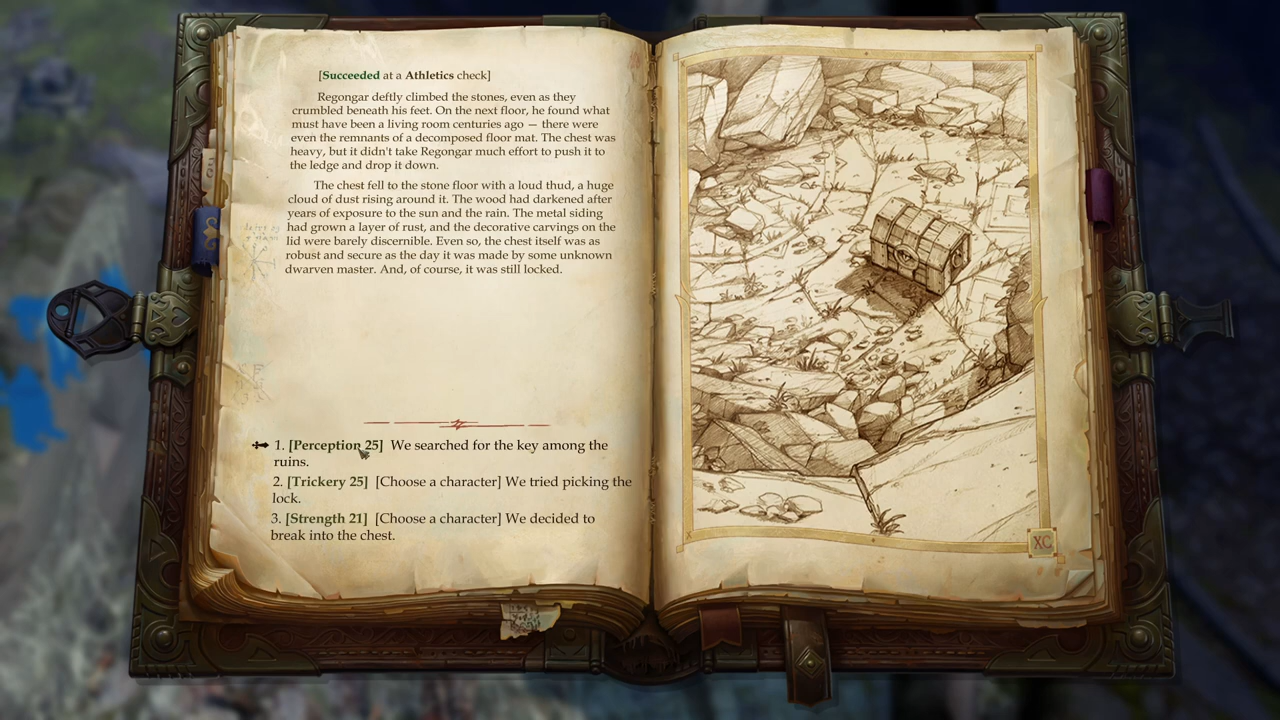 [Succeeded at a Athletics check]
Regongar deftly climbed the stones, even as they
crumbled beneath his feet. On the next floor, he found what
must have been a living room centuries ago — there were
even the remnants of a decomposed floor mat. The chest was
heavy, but it didn't take Regongar much effort to push it to
the ledge and drop it down.
The chest fell to the stone floor with a loud thud, a huge
cloud of dust rising around it. The wood had darkened after
years of exposure to the sun and the rain. The metal siding
had grown a layer of rust, and the decorative carvings on the
lid were barely discernible. Even so, the chest itself was as
robust and secure as the day it was made by some unknown
dwarven master. And, of course, it was still locked.
1. [Perception 25] We searched for the key among the
ruins.
2. [Trickery 25] [Choose a character] We tried picking the
lock.
3. [Strength 21] [Choose a character] We decided to
break into the chest.
XC